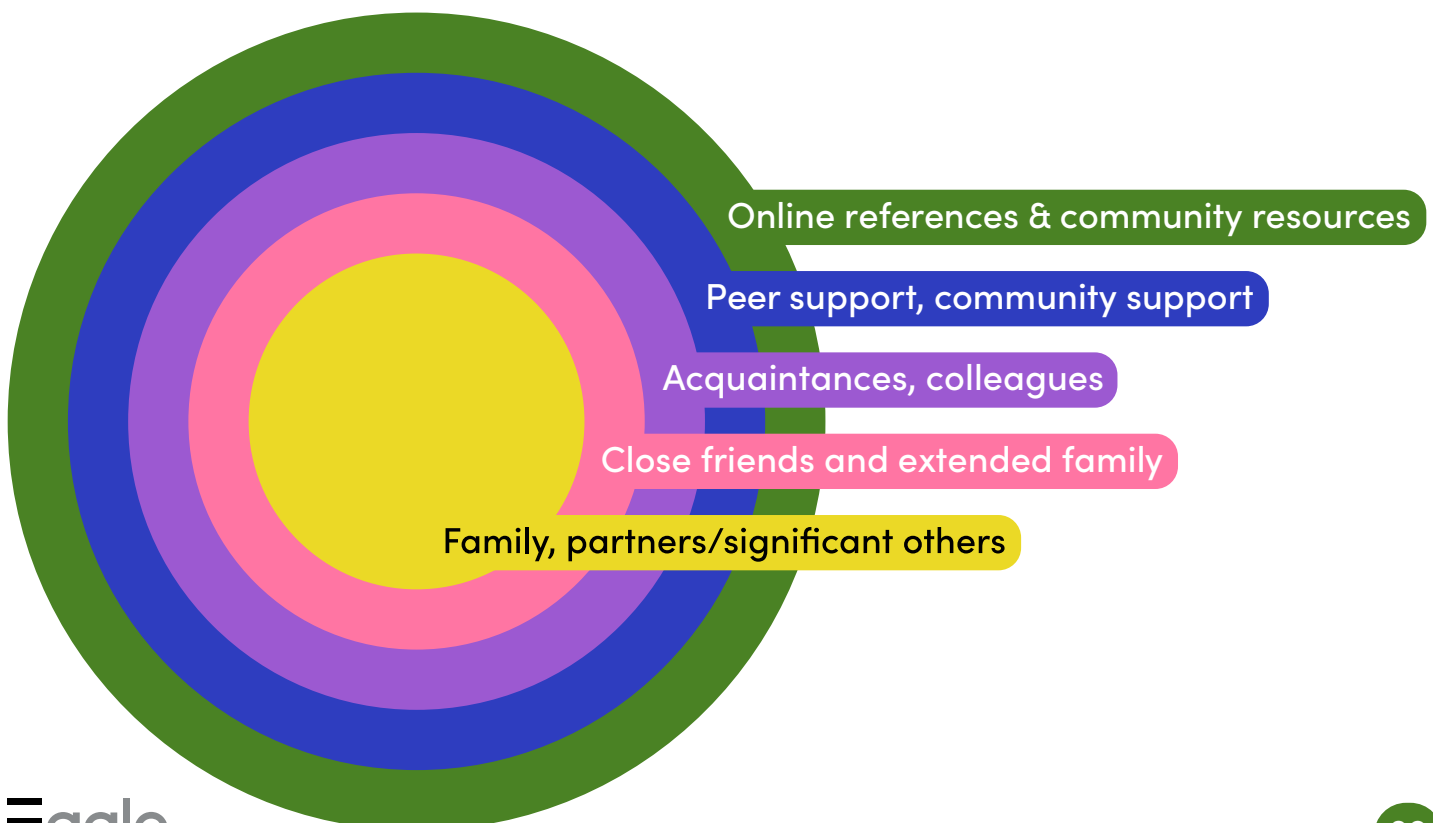 Online references & community resources
Peer support, community support
Acquaintances, colleagues
Close friends and extended family
Family, partners/significant others